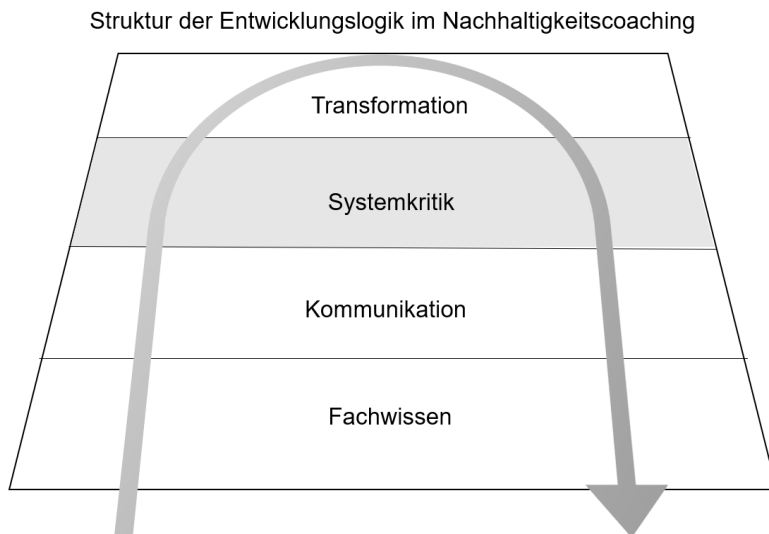 Struktur der Entwicklungslogik im Nachhaltigkeitscoaching
Transformation
Systemkritik
Kommunikation
Fachwissen